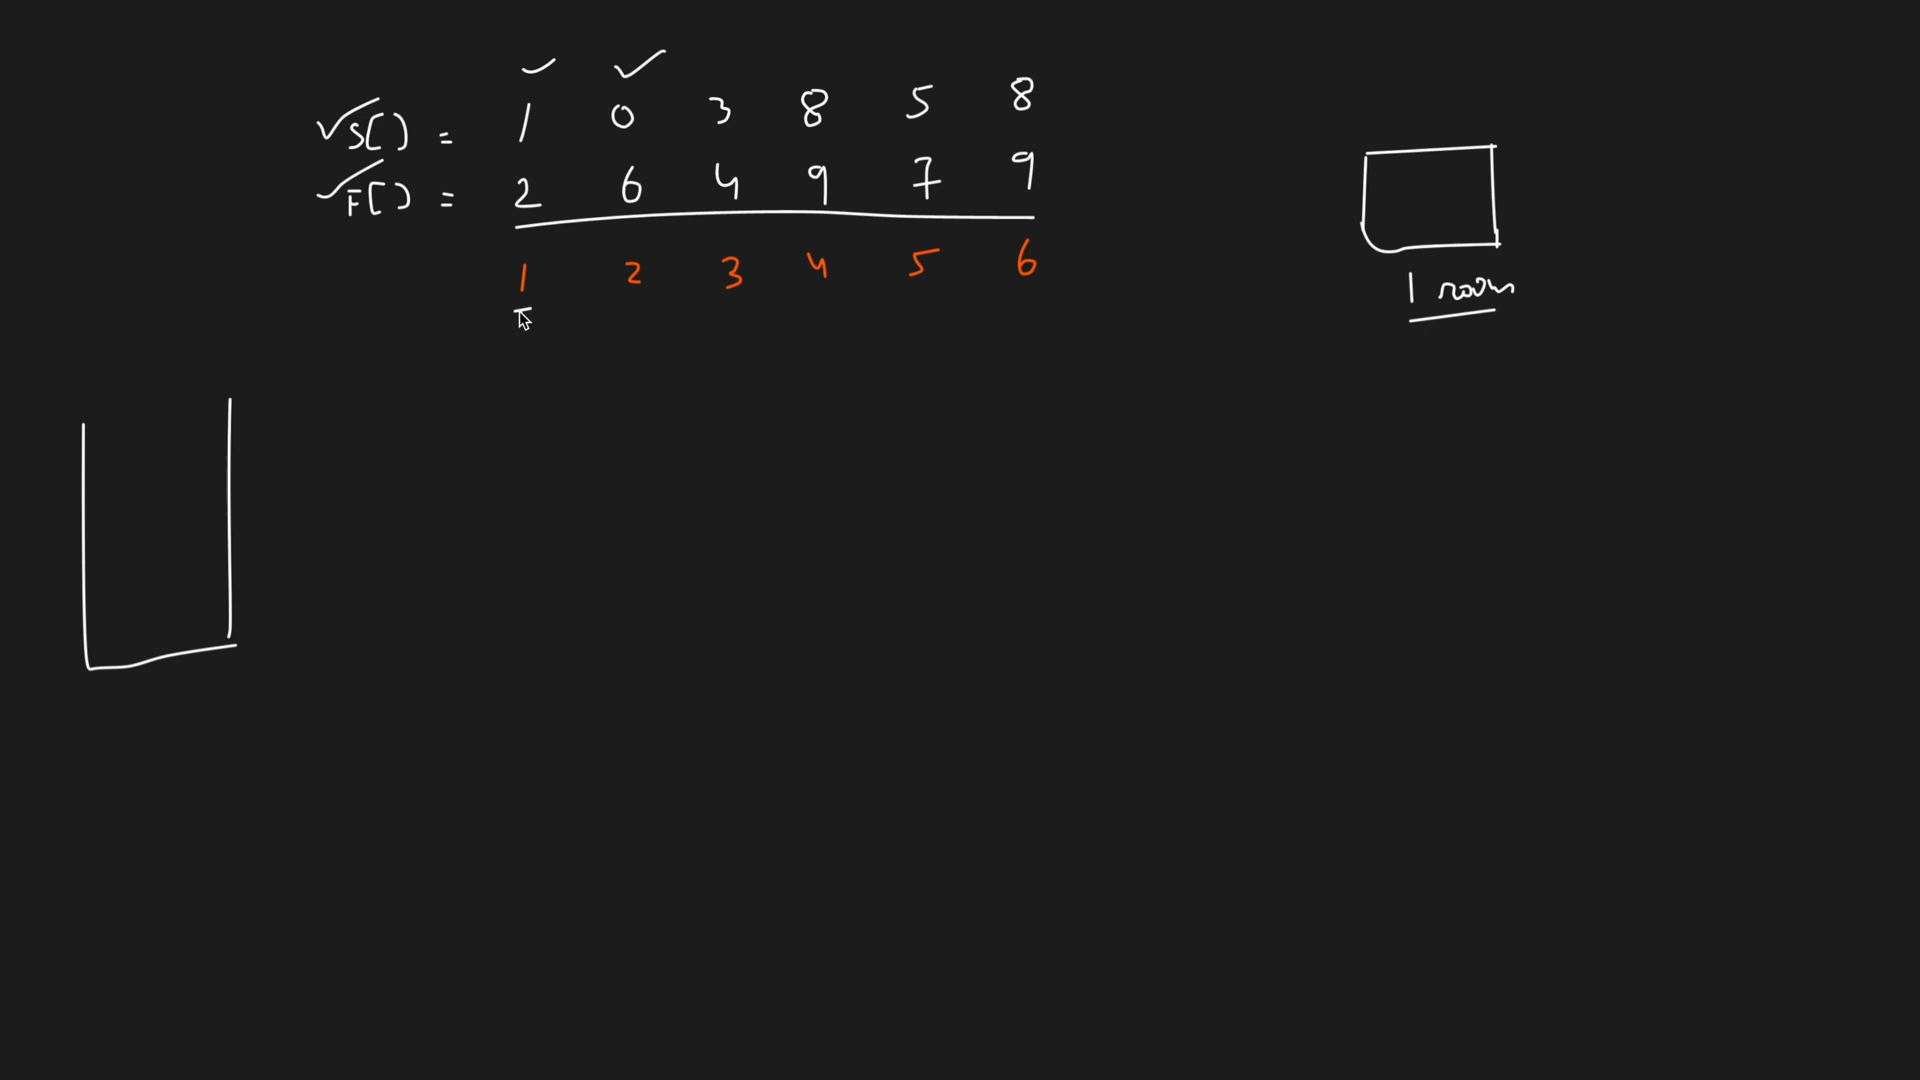 S[] = 1 0 3 8 5 8
F[] = 2 6 4 9 7 9
1 2 3 4 5 6
1 room